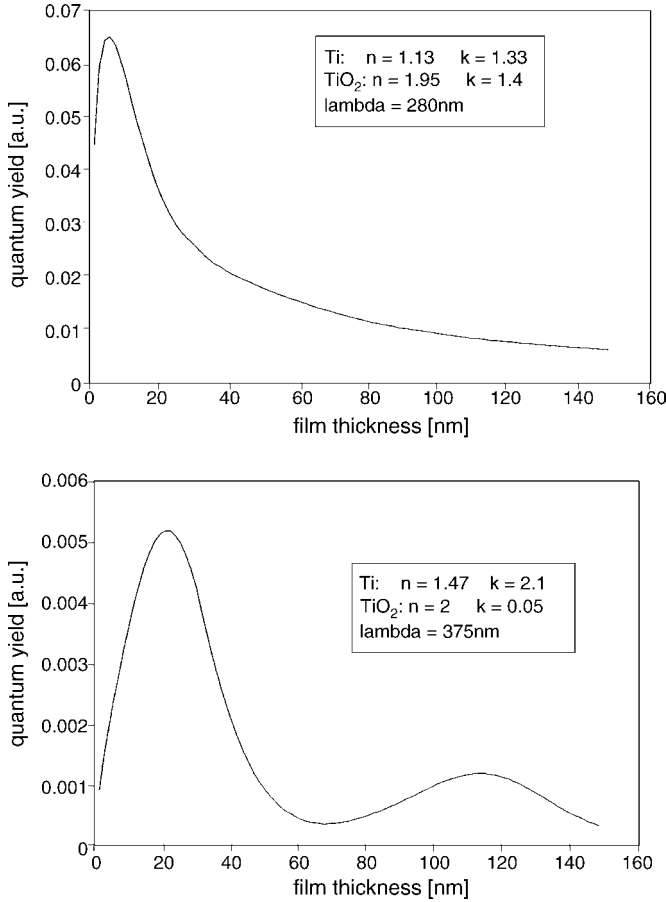 0.07
0.06
0.05
0.04
0.03
0.02
0.01
0
quantum yield [a.u.]
Ti: n = 1.13 k = 1.33
TiO₂: n = 1.95 k = 1.4
lambda = 280nm
0 20 40 60 80 100 120 140 160
film thickness [nm]
0.006
0.005
0.004
0.003
0.002
0.001
0
quantum yield [a.u.]
Ti: n = 1.47 k = 2.1
TiO₂: n = 2 k = 0.05
lambda = 375nm
0 20 40 60 80 100 120 140 160
film thickness [nm]